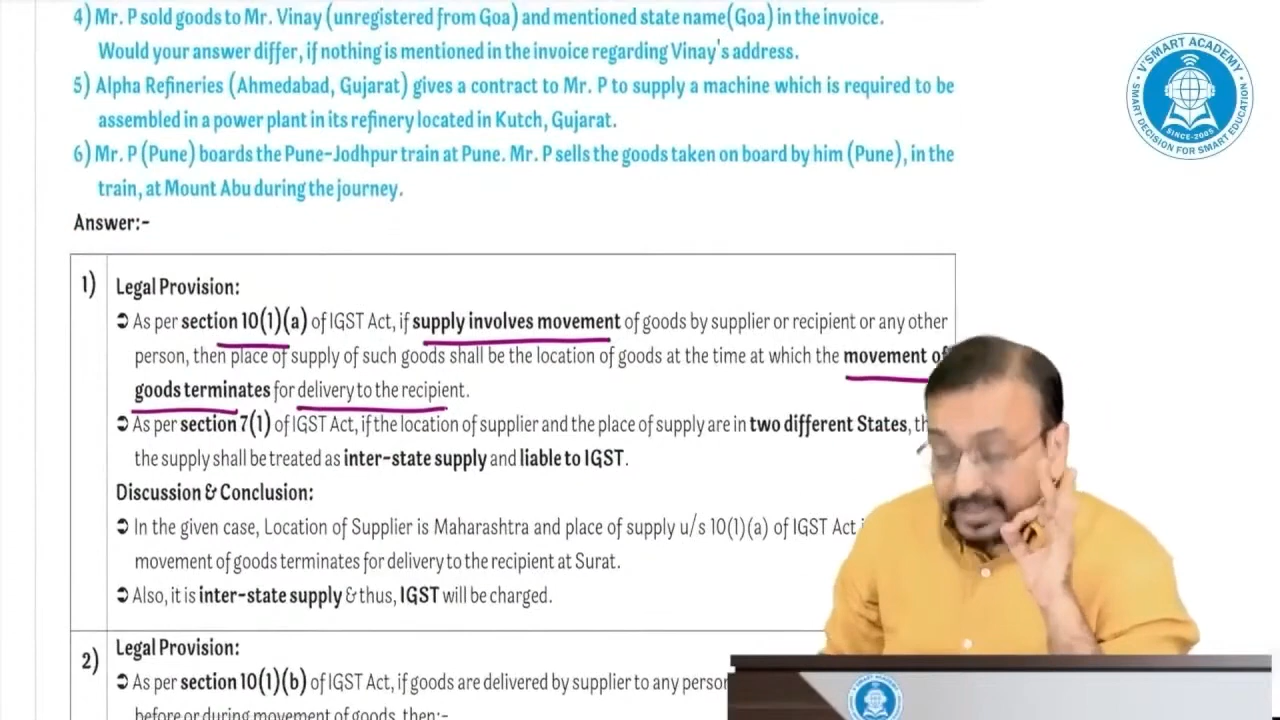 4) Mr. P sold goods to Mr. Vinay (unregistered from Goa) and mentioned state name(Goa) in the invoice.
Would your answer differ, if nothing is mentioned in the invoice regarding Vinay's address.
5) Alpha Refineries (Ahmedabad, Gujarat) gives a contract to Mr. P to supply a machine which is required to be
assembled in a power plant in its refinery located in Kutch, Gujarat.
6) Mr. P (Pune) boards the Pune-Jodhpur train at Pune. Mr. P sells the goods taken on board by him (Pune), in the
train, at Mount Abu during the journey.
Answer:-
1)
Legal Provision:
➲ As per section 10(1)(a) of IGST Act, if supply involves movement of goods by supplier or recipient or any other
person, then place of supply of such goods shall be the location of goods at the time at which the movement of
goods terminates for delivery to the recipient.
➲ As per section 7(1) of IGST Act, if the location of supplier and the place of supply are in two different States,
the supply shall be treated as inter-state supply and liable to IGST.
Discussion & Conclusion:
➲ In the given case, Location of Supplier is Maharashtra and place of supply u/s 10(1)(a) of IGST Act
movement of goods terminates for delivery to the recipient at Surat.
➲ Also, it is inter-state supply & thus, IGST will be charged.
2)
Legal Provision:
➲ As per section 10(1)(b) of IGST Act, if goods are delivered by supplier to any person
before or during movement of goods, then:-
V'SMART ACADEMY
SINCE-2005
SMART DECISION FOR SMART EDUCATION